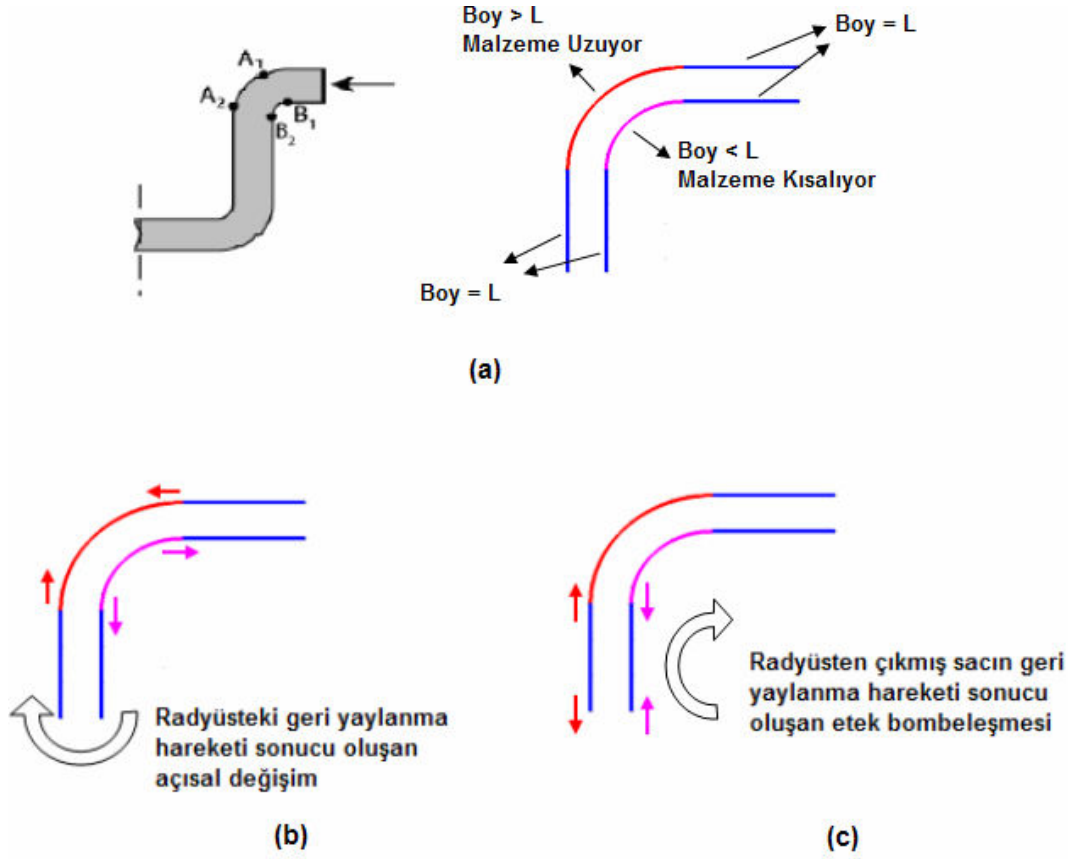 A1
A2
B1
B2
Boy > L
Malzeme Uzuyor
Boy = L
Boy < L
Malzeme Kısalıyor
Boy = L
(a)
Radyüsteki geri yaylanma
hareketi sonucu oluşan
açısal değişim
(b)
Radyüsten çıkmış sacın geri
yaylanma hareketi sonucu
oluşan etek bombeleşmesi
(c)